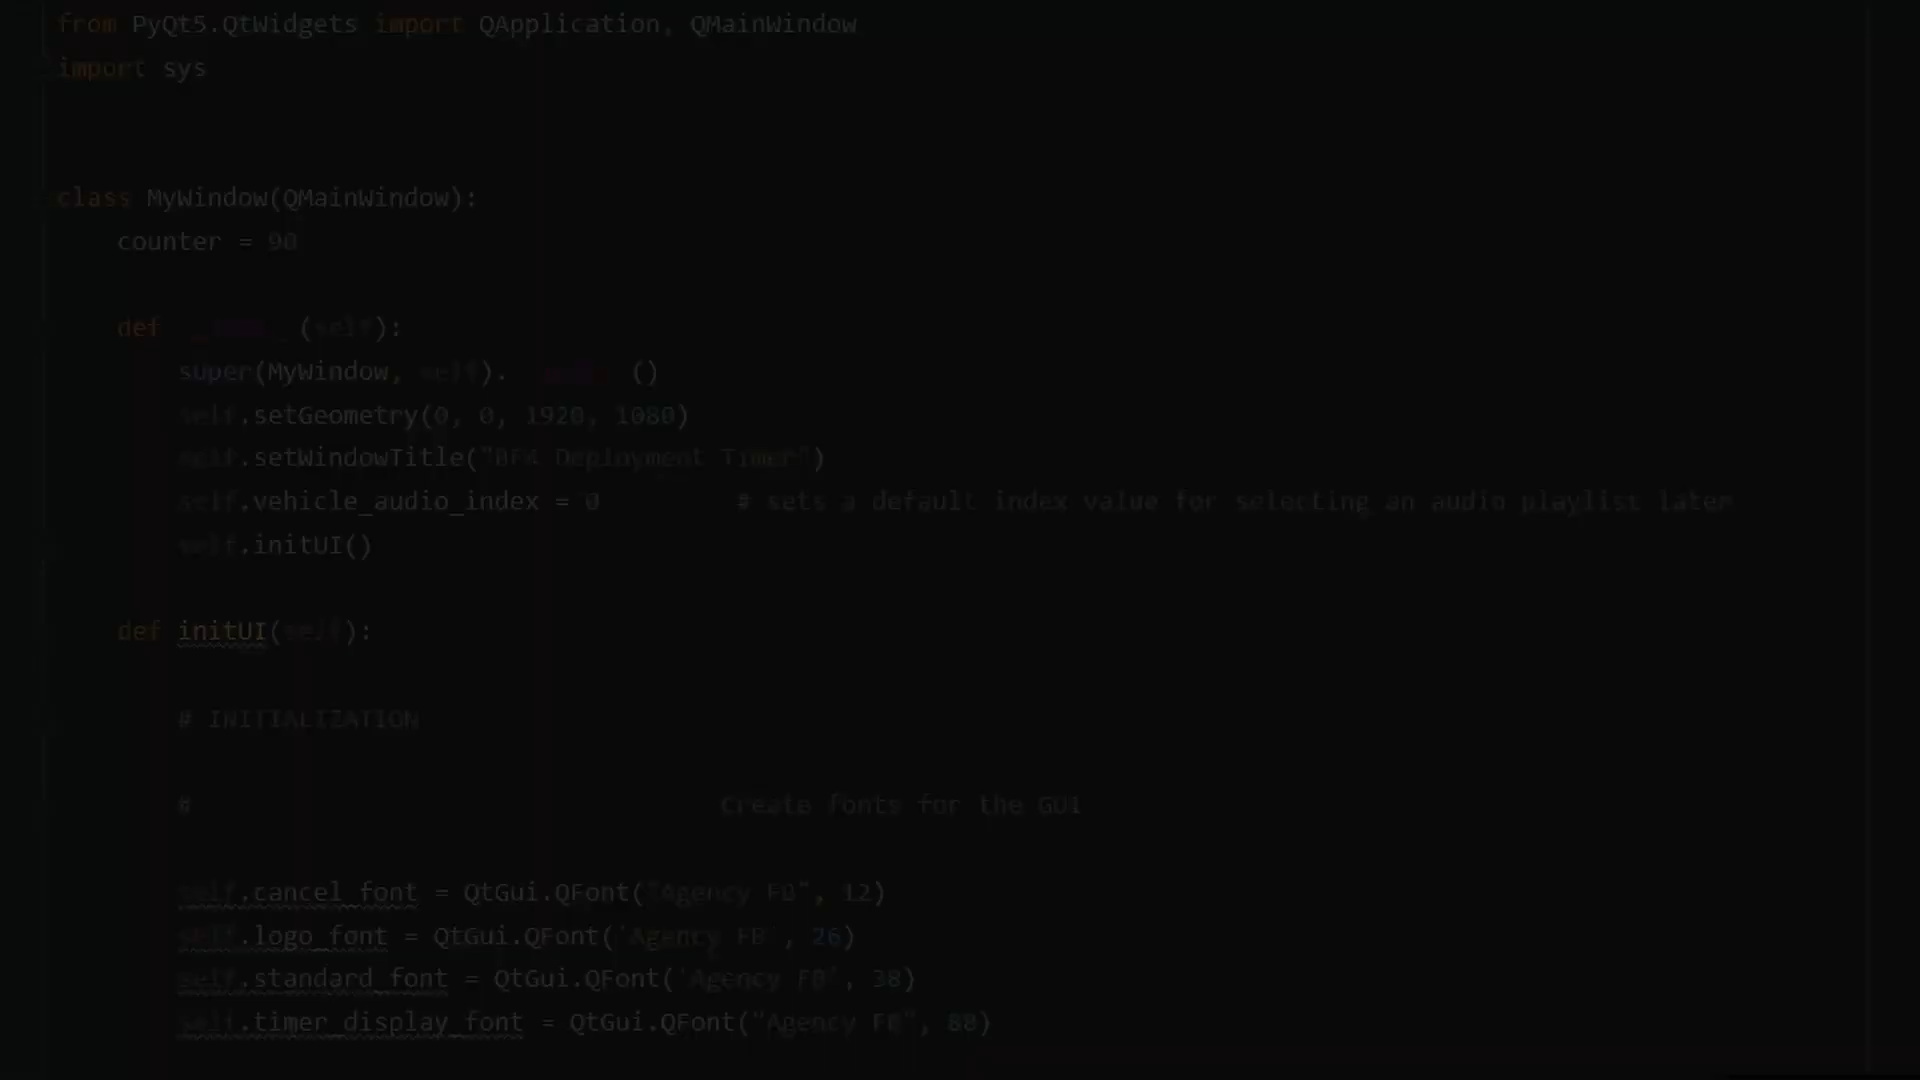 from PyQt5.QtWidgets import QApplication, QMainWindow
import sys
class MyWindow(QMainWindow):
counter = 90
def __init__(self):
super(MyWindow, self).__init__()
self.setGeometry(0, 0, 1920, 1080)
self.setWindowTitle("BF4 Deployment Timer")
self.vehicle_audio_index = 0 # sets a default index value for selecting an audio playlist later
self.initUI()
def initUI(self):
# INITIALIZATION
# Create fonts for the GUI
self.cancel_font = QtGui.QFont("Agency FB", 12)
self.logo_font = QtGui.QFont('Agency FB', 26)
self.standard_font = QtGui.QFont('Agency FB', 38)
self.timer_display_font = QtGui.QFont("Agency FB", 88)